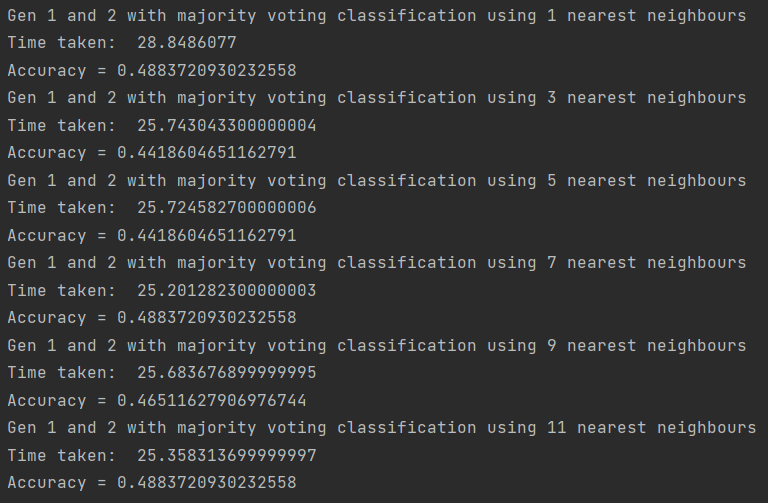 Gen 1 and 2 with majority voting classification using 1 nearest neighbours
Time taken:  28.8486077
Accuracy = 0.4883720930232558
Gen 1 and 2 with majority voting classification using 3 nearest neighbours
Time taken:  25.743043300000004
Accuracy = 0.4418604651162791
Gen 1 and 2 with majority voting classification using 5 nearest neighbours
Time taken:  25.724582700000006
Accuracy = 0.4418604651162791
Gen 1 and 2 with majority voting classification using 7 nearest neighbours
Time taken:  25.201282300000003
Accuracy = 0.4883720930232558
Gen 1 and 2 with majority voting classification using 9 nearest neighbours
Time taken:  25.683676899999995
Accuracy = 0.46511627906976744
Gen 1 and 2 with majority voting classification using 11 nearest neighbours
Time taken:  25.358313699999997
Accuracy = 0.4883720930232558